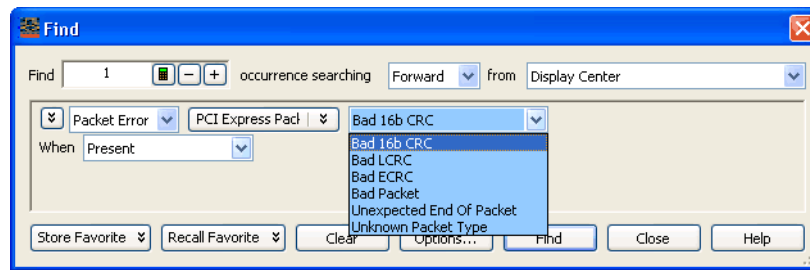 Find
Find 1 − + occurrence searching Forward from Display Center
Packet Error PCI Express Pack Bad 16b CRC
When Present
Bad 16b CRC
Bad LCRC
Bad ECRC
Bad Packet
Unexpected End Of Packet
Unknown Packet Type
Store Favorite Recall Favorite Clear Options... Find Close Help